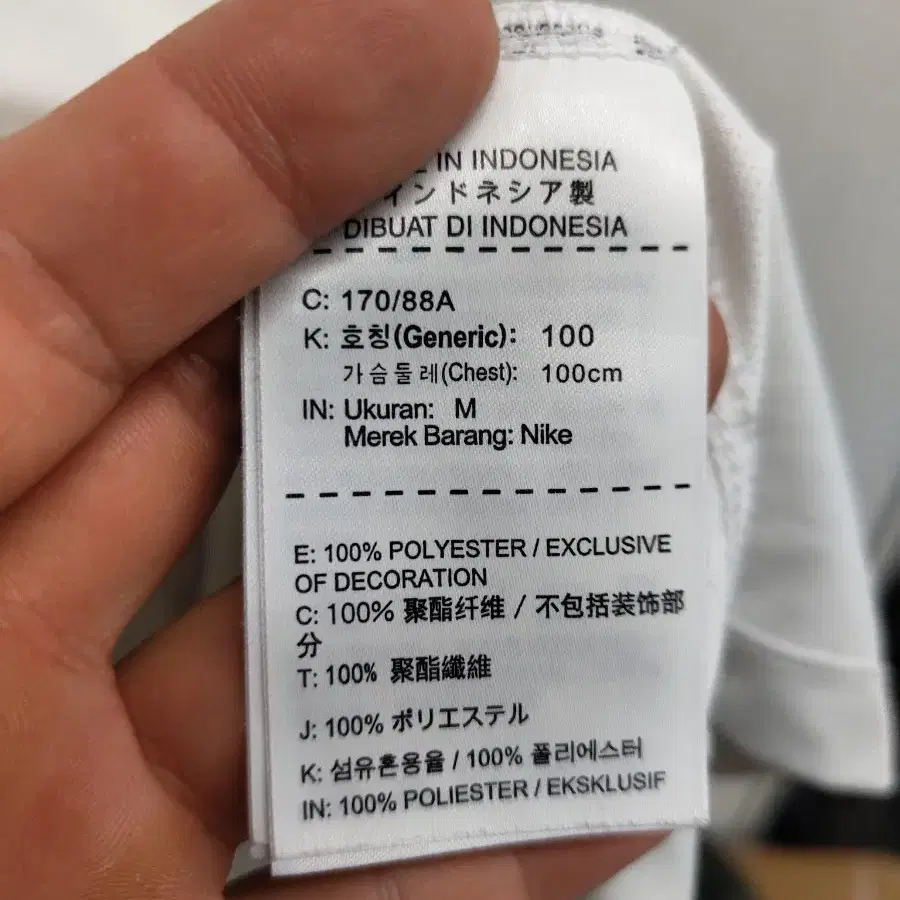 IN INDONESIA
インドネシア製
DIBUAT DI INDONESIA
C: 170/88A
K: 호칭(Generic): 100
가슴둘레(Chest): 100cm
IN: Ukuran: M
Merek Barang: Nike
E: 100% POLYESTER / EXCLUSIVE
OF DECORATION
C: 100% 聚酯纤维 / 不包括装饰部
分
T: 100% 聚酯纖維
J: 100% ポリエステル
K: 섬유혼용율 / 100% 폴리에스터
IN: 100% POLIESTER / EKSKLUSIF